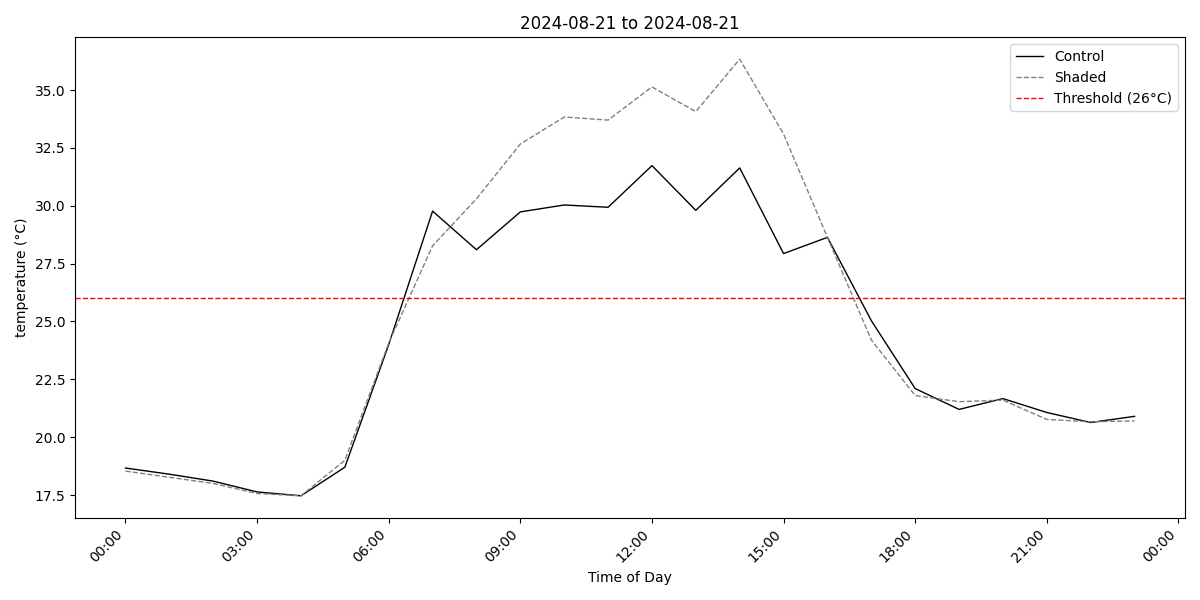 2024-08-21 to 2024-08-21
Control
Shaded
Threshold (26°C)
temperature (°C)
35.0
32.5
30.0
27.5
25.0
22.5
20.0
17.5
00:00
03:00
06:00
09:00
12:00
15:00
18:00
21:00
00:00
Time of Day